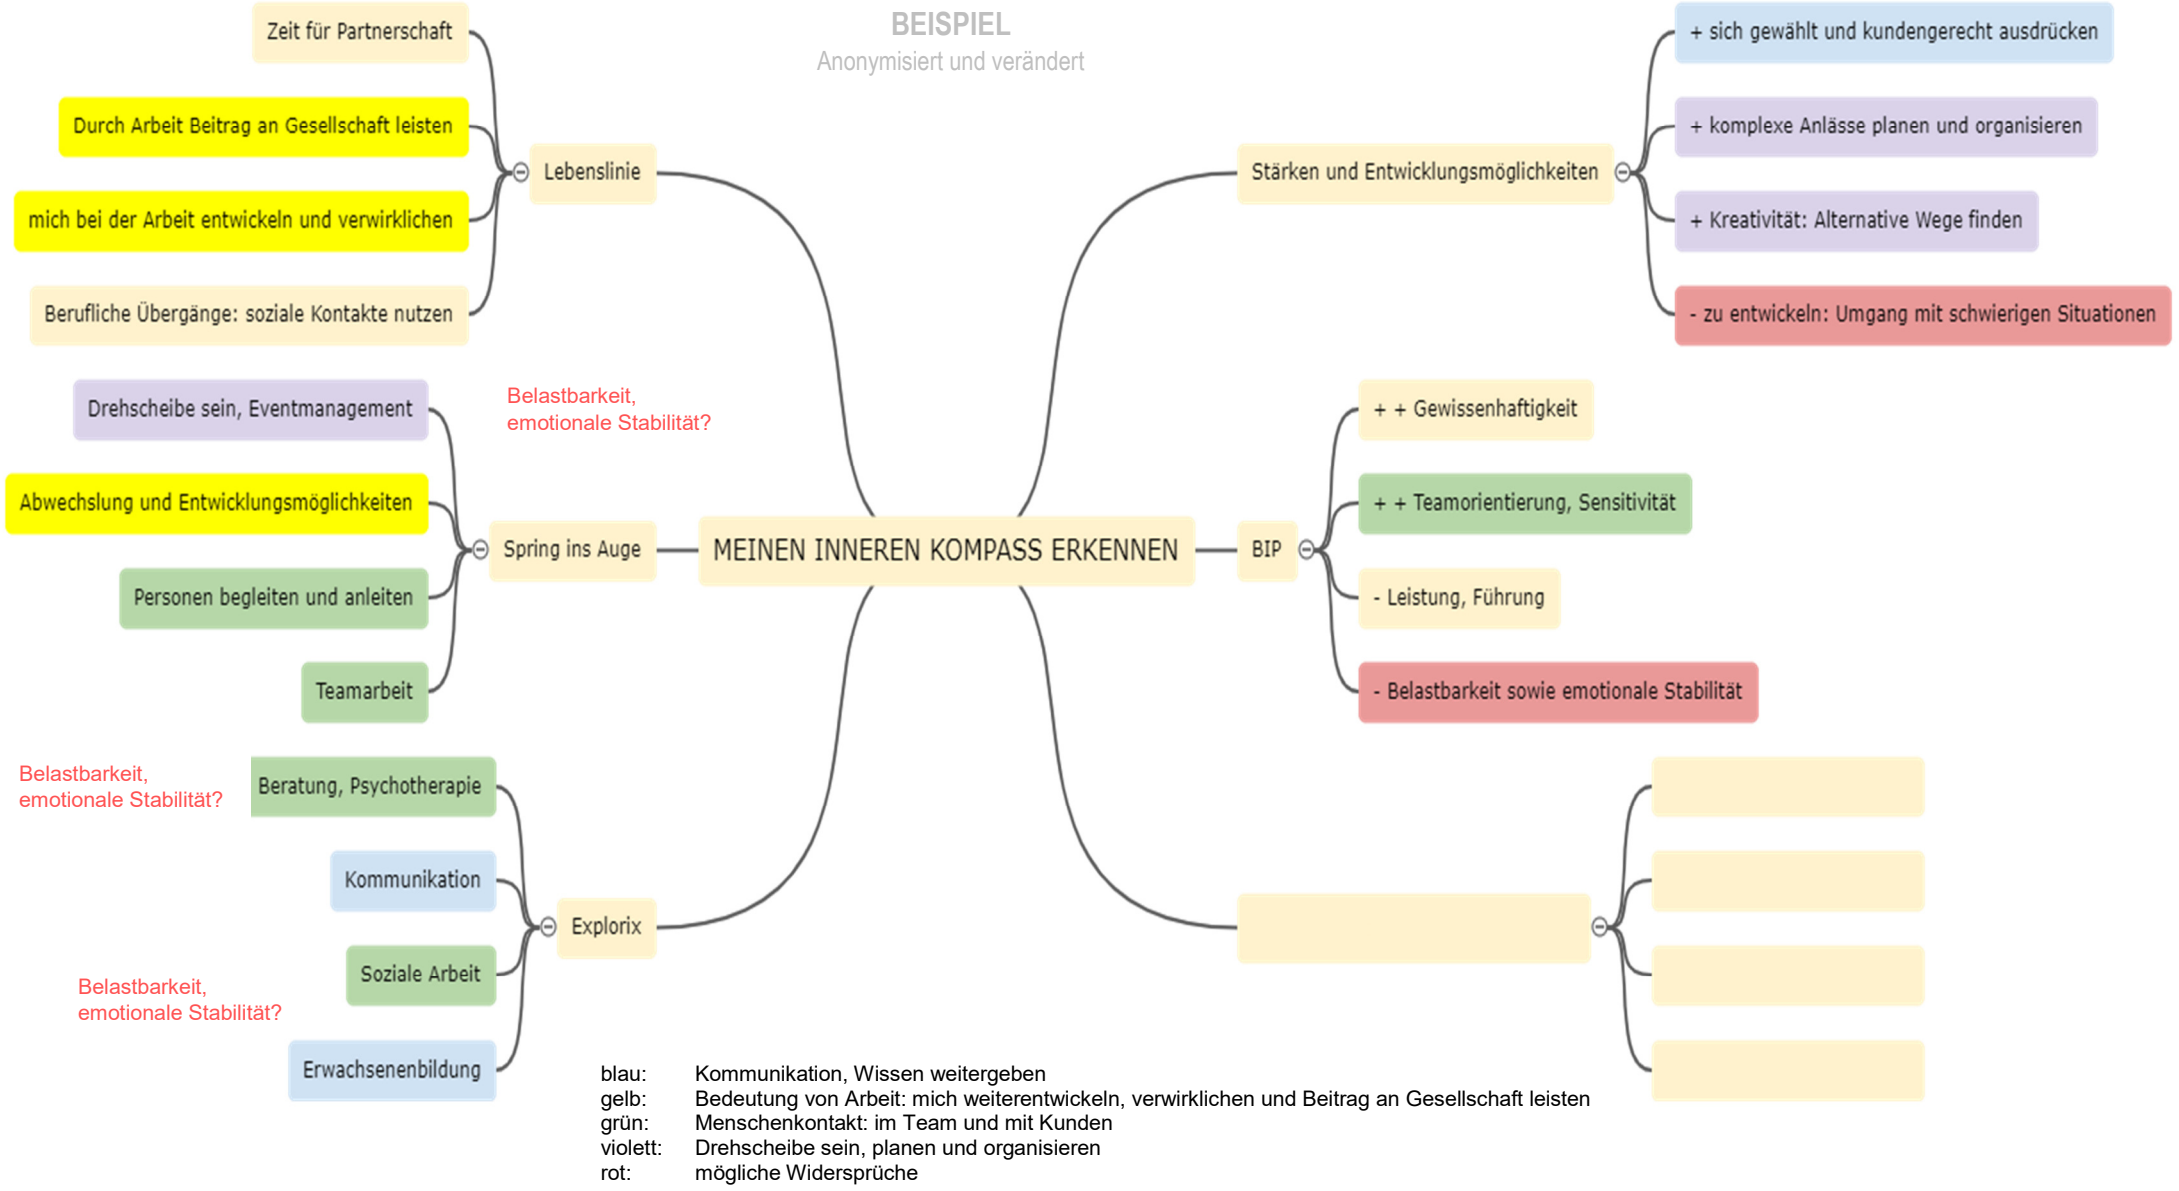 BEISPIEL
Anonymisiert und verändert
Zeit für Partnerschaft
Durch Arbeit Beitrag an Gesellschaft leisten
mich bei der Arbeit entwickeln und verwirklichen
Berufliche Übergänge: soziale Kontakte nutzen
Lebenslinie
Drehscheibe sein, Eventmanagement
Abwechslung und Entwicklungsmöglichkeiten
Personen begleiten und anleiten
Teamarbeit
Belastbarkeit,
emotionale Stabilität?
Spring ins Auge
Belastbarkeit,
emotionale Stabilität?
Beratung, Psychotherapie
Kommunikation
Soziale Arbeit
Belastbarkeit,
emotionale Stabilität?
Erwachsenenbildung
Explorix
MEINEN INNEREN KOMPASS ERKENNEN
Stärken und Entwicklungsmöglichkeiten
+ sich gewählt und kundengerecht ausdrücken
+ komplexe Anlässe planen und organisieren
+ Kreativität: Alternative Wege finden
- zu entwickeln: Umgang mit schwierigen Situationen
BIP
+ + Gewissenhaftigkeit
+ + Teamorientierung, Sensitivität
- Leistung, Führung
- Belastbarkeit sowie emotionale Stabilität
blau: Kommunikation, Wissen weitergeben
gelb: Bedeutung von Arbeit: mich weiterentwickeln, verwirklichen und Beitrag an Gesellschaft leisten
grün: Menschenkontakt: im Team und mit Kunden
violett: Drehscheibe sein, planen und organisieren
rot: mögliche Widersprüche